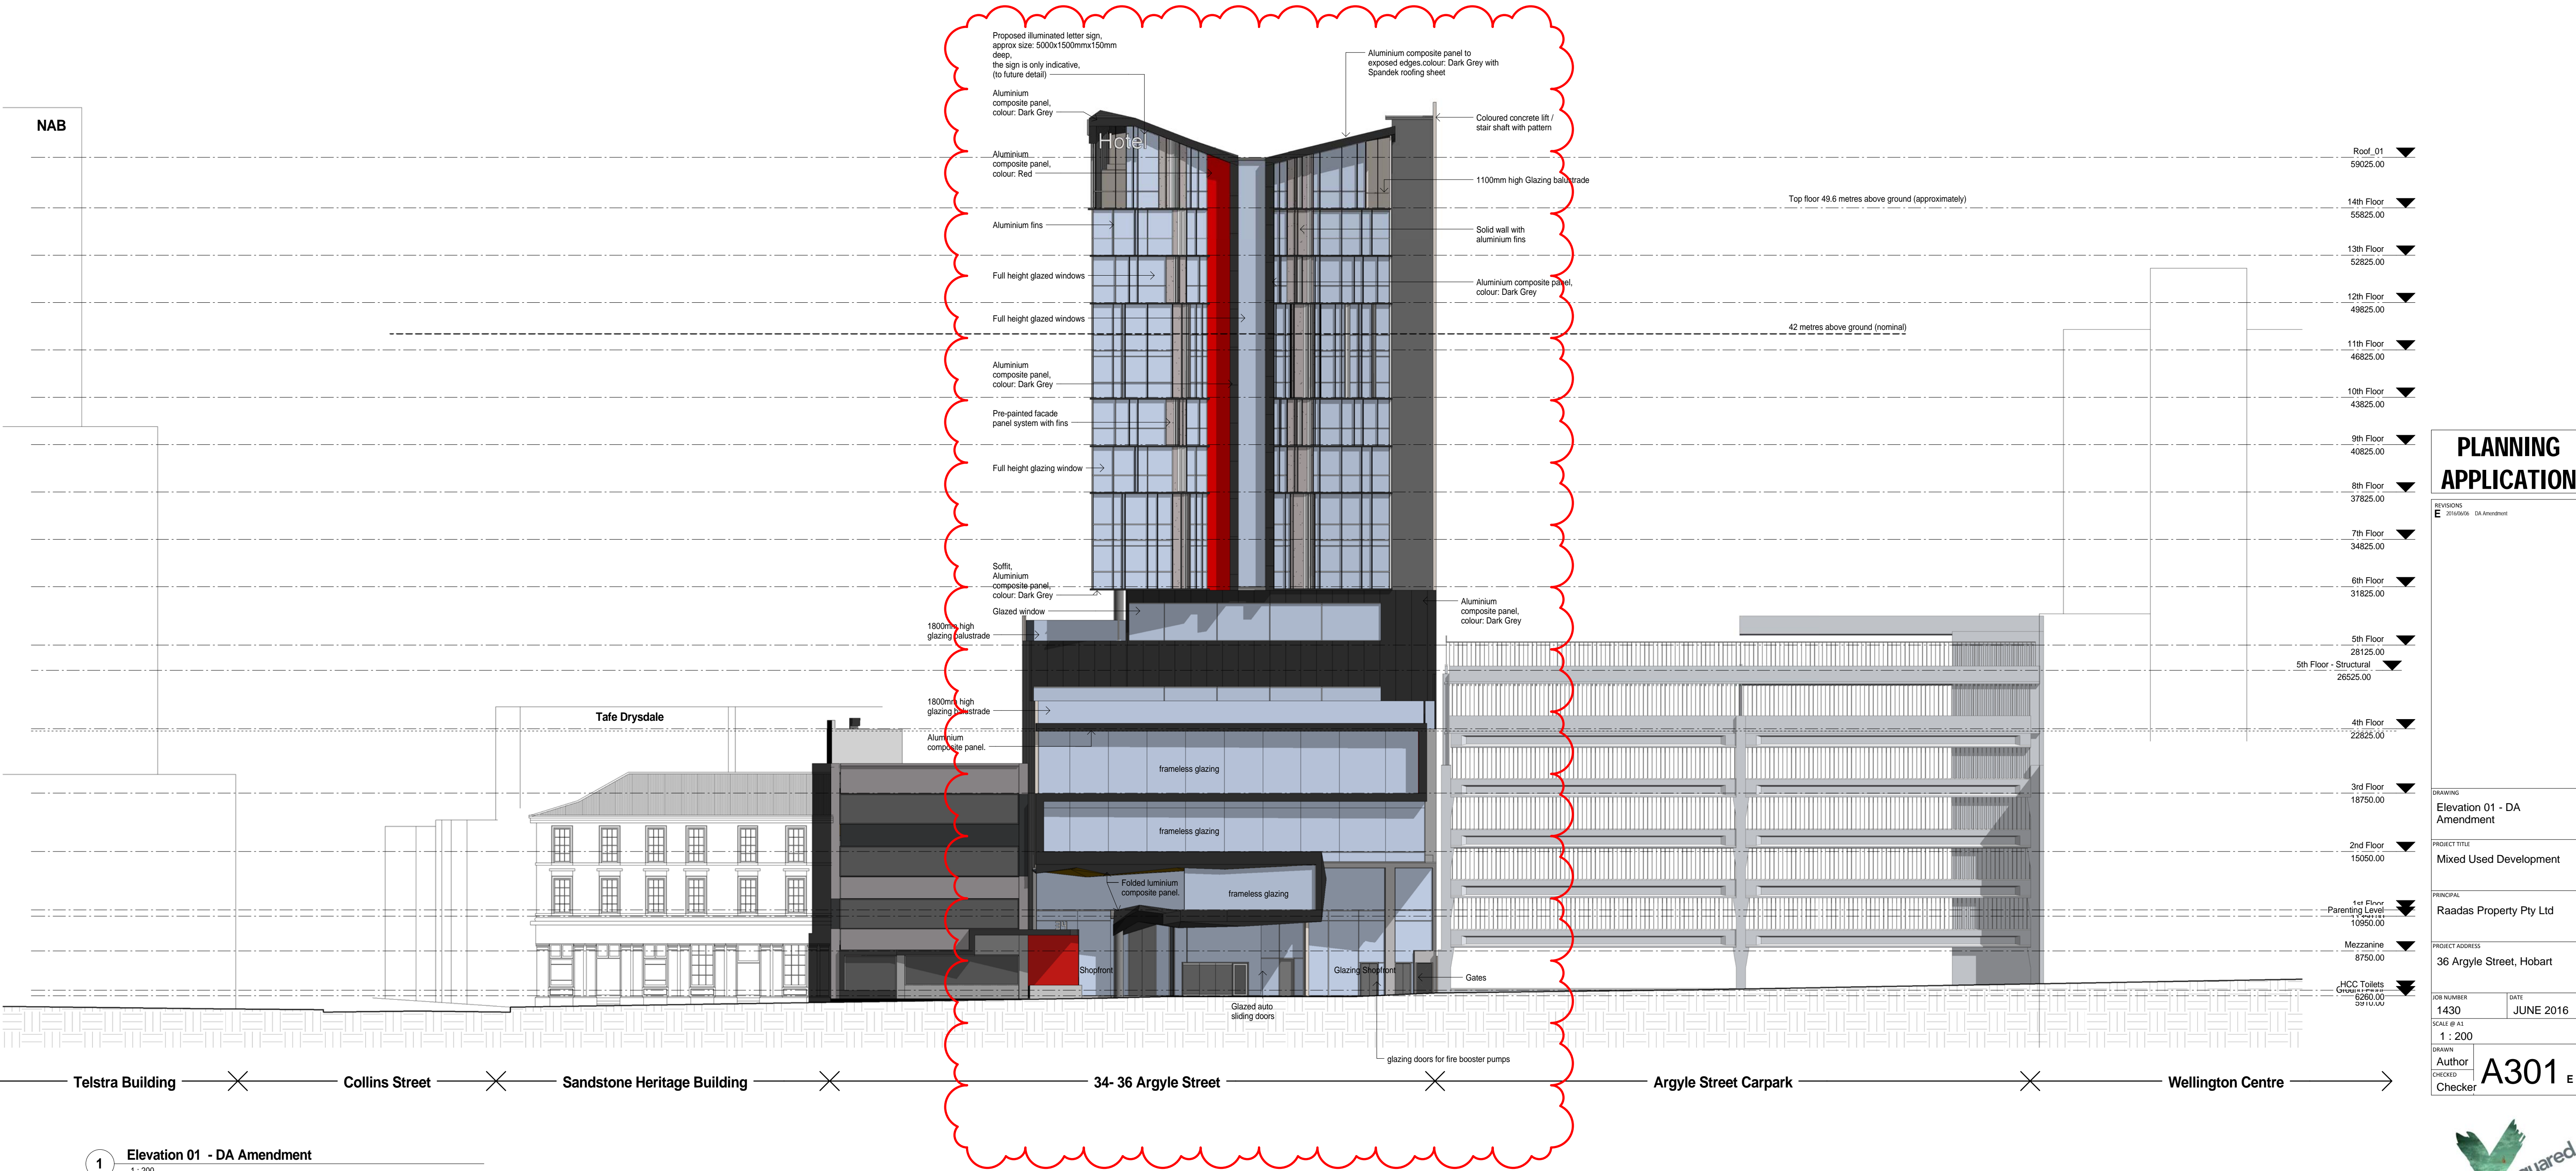 Proposed illuminated letter sign,
approx size: 5000x1500mmx150mm
deep,
the sign is only indicative,
(to future detail)
Aluminium
composite panel,
colour: Dark Grey
Aluminium
composite panel,
colour: Red
Aluminium fins
Full height glazed windows
Full height glazed windows
Aluminium
composite panel,
colour: Dark Grey
Pre-painted facade
panel system with fins
Full height glazing window
Soffit,
Aluminium
composite panel,
colour: Dark Grey
Glazed window
1800mm high
glazing balustrade
1800mm high
glazing balustrade
Aluminium
composite panel.
Hotel
Aluminium composite panel to
exposed edges.colour: Dark Grey with
Spandek roofing sheet
Coloured concrete lift /
stair shaft with pattern
1100mm high Glazing balustrade
Solid wall with
aluminium fins
Aluminium composite panel,
colour: Dark Grey
Aluminium
composite panel,
colour: Dark Grey
frameless glazing
frameless glazing
frameless glazing
Folded luminium
composite panel.
Shopfront
Glazing Shopfront
Gates
Glazed auto
sliding doors
glazing doors for fire booster pumps
NAB
Tafe Drysdale
Top floor 49.6 metres above ground (approximately)
42 metres above ground (nominal)
Roof_01
59025.00
14th Floor
55825.00
13th Floor
52825.00
12th Floor
49825.00
11th Floor
46825.00
10th Floor
43825.00
9th Floor
40825.00
8th Floor
37825.00
7th Floor
34825.00
6th Floor
31825.00
5th Floor
28125.00
5th Floor - Structural
26525.00
4th Floor
22825.00
3rd Floor
18750.00
2nd Floor
15050.00
1st Floor
Parenting Level
10950.00
Mezzanine
8750.00
HCC Toilets
Ground Floor
6260.00
5910.00
Telstra Building
Collins Street
Sandstone Heritage Building
34- 36 Argyle Street
Argyle Street Carpark
Wellington Centre
1
Elevation 01 - DA Amendment
1 : 200
PLANNING
APPLICATION
REVISIONS
E 2016/06/06 DA Amendment
DRAWING
Elevation 01 - DA
Amendment
PROJECT TITLE
Mixed Used Development
PRINCIPAL
Raadas Property Pty Ltd
PROJECT ADDRESS
36 Argyle Street, Hobart
JOB NUMBER
1430
DATE
JUNE 2016
SCALE @ A1
1 : 200
DRAWN
Author
CHECKED
Checker
A301 E